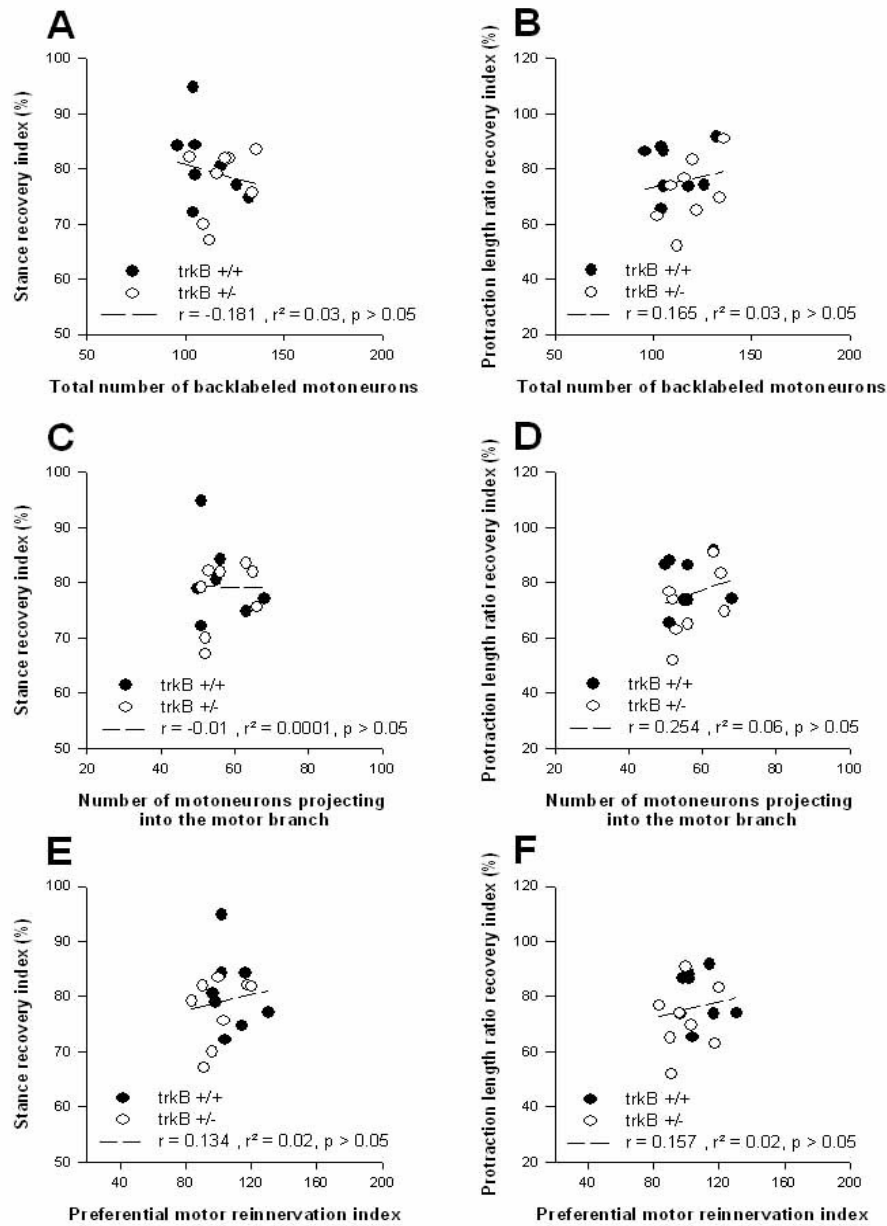 A
Stance recovery index (%)
100
90
80
70
60
50
trkB +/+
trkB +/-
r = -0.181 , r² = 0.03, p > 0.05
50 100 150 200
Total number of backlabeled motoneurons
B
Protraction length ratio recovery index (%)
120
100
80
60
40
20
trkB +/+
trkB +/-
r = 0.165 , r² = 0.03, p > 0.05
50 100 150 200
Total number of backlabeled motoneurons
C
Stance recovery index (%)
100
90
80
70
60
50
trkB +/+
trkB +/-
r = -0.01 , r² = 0.0001, p > 0.05
20 40 60 80 100
Number of motoneurons projecting
into the motor branch
D
Protraction length ratio recovery index (%)
120
100
80
60
40
20
trkB +/+
trkB +/-
r = 0.254 , r² = 0.06, p > 0.05
20 40 60 80 100
Number of motoneurons projecting
into the motor branch
E
Stance recovery index (%)
100
90
80
70
60
50
trkB +/+
trkB +/-
r = 0.134 , r² = 0.02, p > 0.05
40 80 120 160 200
Preferential motor reinnervation index
F
Protraction length ratio recovery index (%)
120
100
80
60
40
20
trkB +/+
trkB +/-
r = 0.157 , r² = 0.02, p > 0.05
40 80 120 160 200
Preferential motor reinnervation index